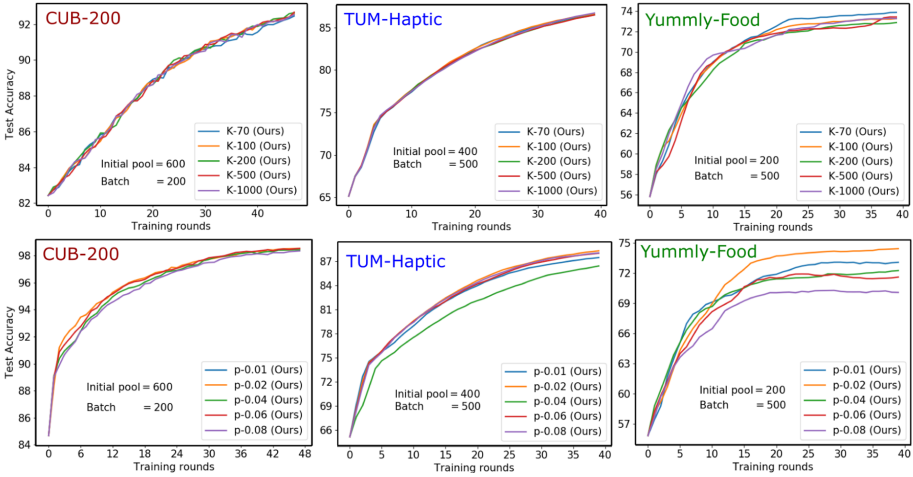 CUB-200
TUM-Haptic
Yummly-Food
Test Accuracy
92
90
88
86
84
82
0
10
20
30
40
Training rounds
Initial pool = 600
Batch = 200
K-70 (Ours)
K-100 (Ours)
K-200 (Ours)
K-500 (Ours)
K-1000 (Ours)
85
75
65
0
10
20
30
40
Training rounds
Initial pool = 400
Batch = 500
K-70 (Ours)
K-100 (Ours)
K-200 (Ours)
K-500 (Ours)
K-1000 (Ours)
74
72
70
68
66
64
62
60
58
56
0
5
10
15
20
25
30
35
40
Training rounds
Initial pool = 200
Batch = 500
K-70 (Ours)
K-100 (Ours)
K-200 (Ours)
K-500 (Ours)
K-1000 (Ours)
CUB-200
TUM-Haptic
Yummly-Food
Test Accuracy
98
96
94
92
90
88
86
84
0
6
12
18
24
30
36
42
48
Training rounds
Initial pool = 600
Batch = 200
p-0.01 (Ours)
p-0.02 (Ours)
p-0.04 (Ours)
p-0.06 (Ours)
p-0.08 (Ours)
87
84
81
78
75
72
69
66
0
5
10
15
20
25
30
35
40
Training rounds
Initial pool = 400
Batch = 500
p-0.01 (Ours)
p-0.02 (Ours)
p-0.04 (Ours)
p-0.06 (Ours)
p-0.08 (Ours)
75
72
69
66
63
60
57
0
5
10
15
20
25
30
35
40
Training rounds
Initial pool = 200
Batch = 500
p-0.01 (Ours)
p-0.02 (Ours)
p-0.04 (Ours)
p-0.06 (Ours)
p-0.08 (Ours)